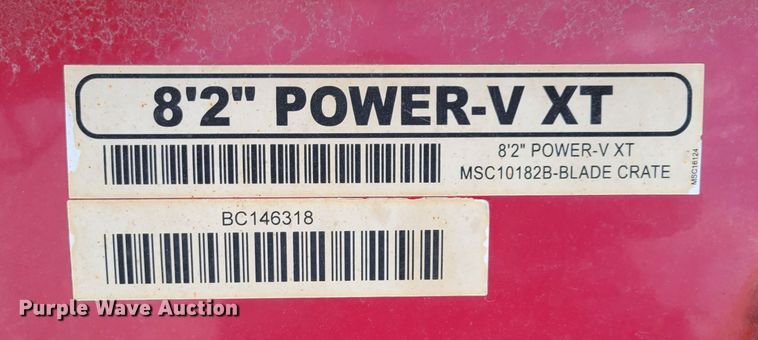 8'2" POWER-V XT
8'2" POWER-V XT
MSC10182B-BLADE CRATE
MSC16124
BC146318
Purple Wave Auction